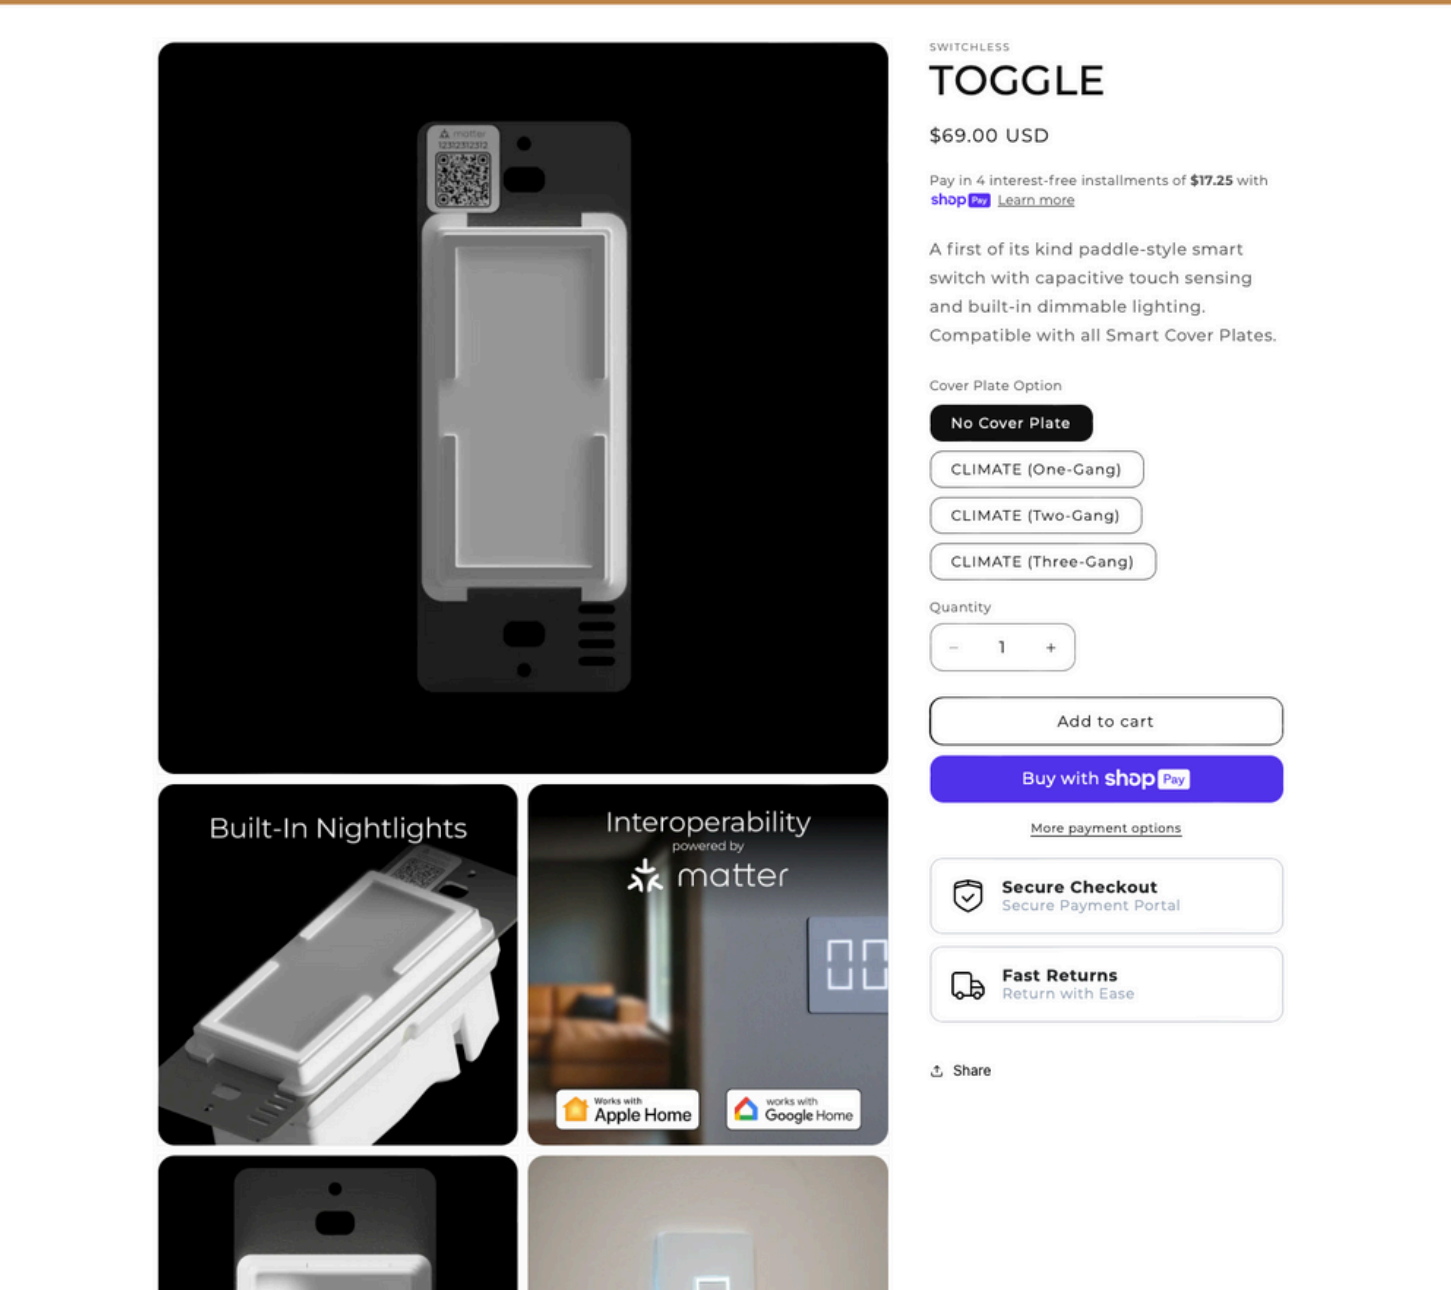 SWITCHLESS
TOGGLE
$69.00 USD
Pay in 4 interest-free installments of $17.25 with
shop Pay Learn more
A first of its kind paddle-style smart
switch with capacitive touch sensing
and built-in dimmable lighting.
Compatible with all Smart Cover Plates.
Cover Plate Option
No Cover Plate
CLIMATE (One-Gang)
CLIMATE (Two-Gang)
CLIMATE (Three-Gang)
Quantity
− 1 +
Add to cart
Buy with shop Pay
More payment options
Secure Checkout
Secure Payment Portal
Fast Returns
Return with Ease
Share
matter
12312312312
Built-In Nightlights
Interoperability
powered by
matter
00
Works with
Apple Home
works with
Google Home